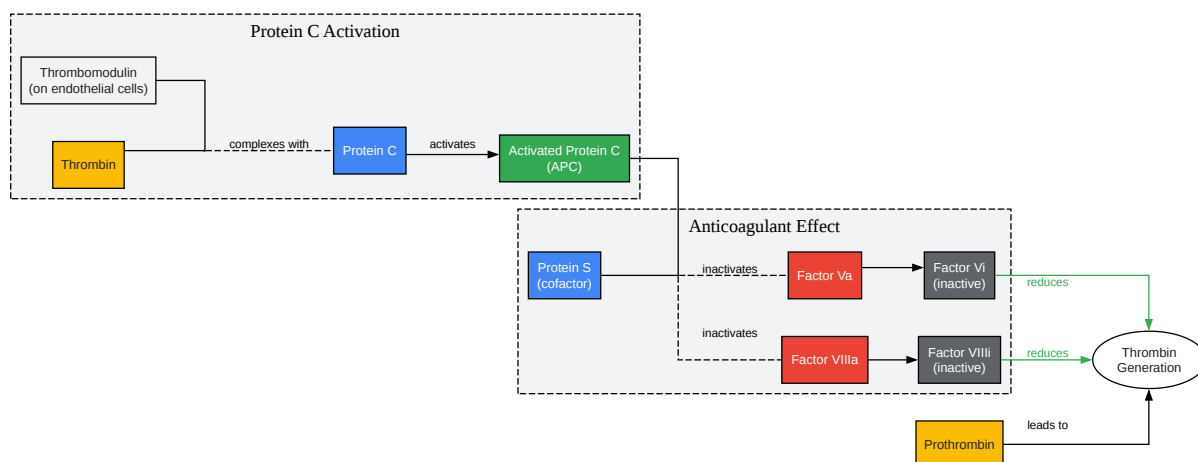 Protein C Activation
Thrombomodulin
(on endothelial cells)
Thrombin
complexes with
Protein C
activates
Activated Protein C
(APC)
Anticoagulant Effect
Protein S
(cofactor)
inactivates
Factor Va
Factor Vi
(inactive)
reduces
inactivates
Factor VIIIa
Factor VIIIi
(inactive)
reduces
Thrombin
Generation
Prothrombin
leads to